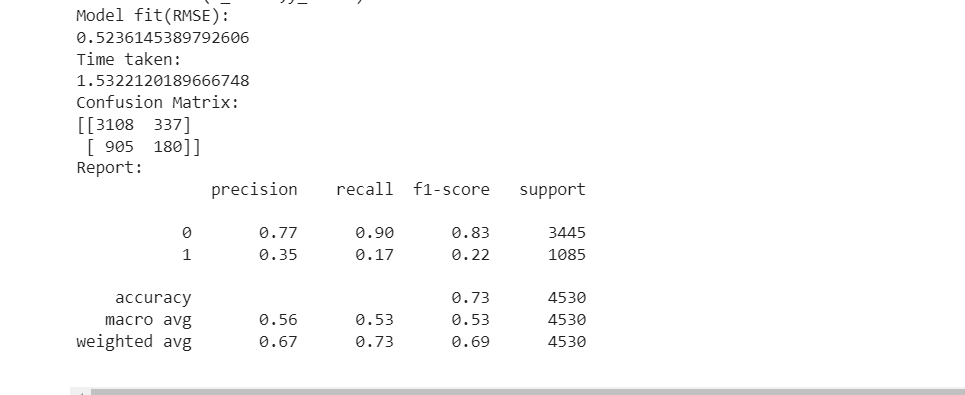 Model fit(RMSE):
0.5236145389792606
Time taken:
1.5322120189666748
Confusion Matrix:
[[3108  337]
 [ 905  180]]
Report:
              precision    recall  f1-score   support

           0       0.77      0.90      0.83      3445
           1       0.35      0.17      0.22      1085

    accuracy                           0.73      4530
   macro avg       0.56      0.53      0.53      4530
weighted avg       0.67      0.73      0.69      4530